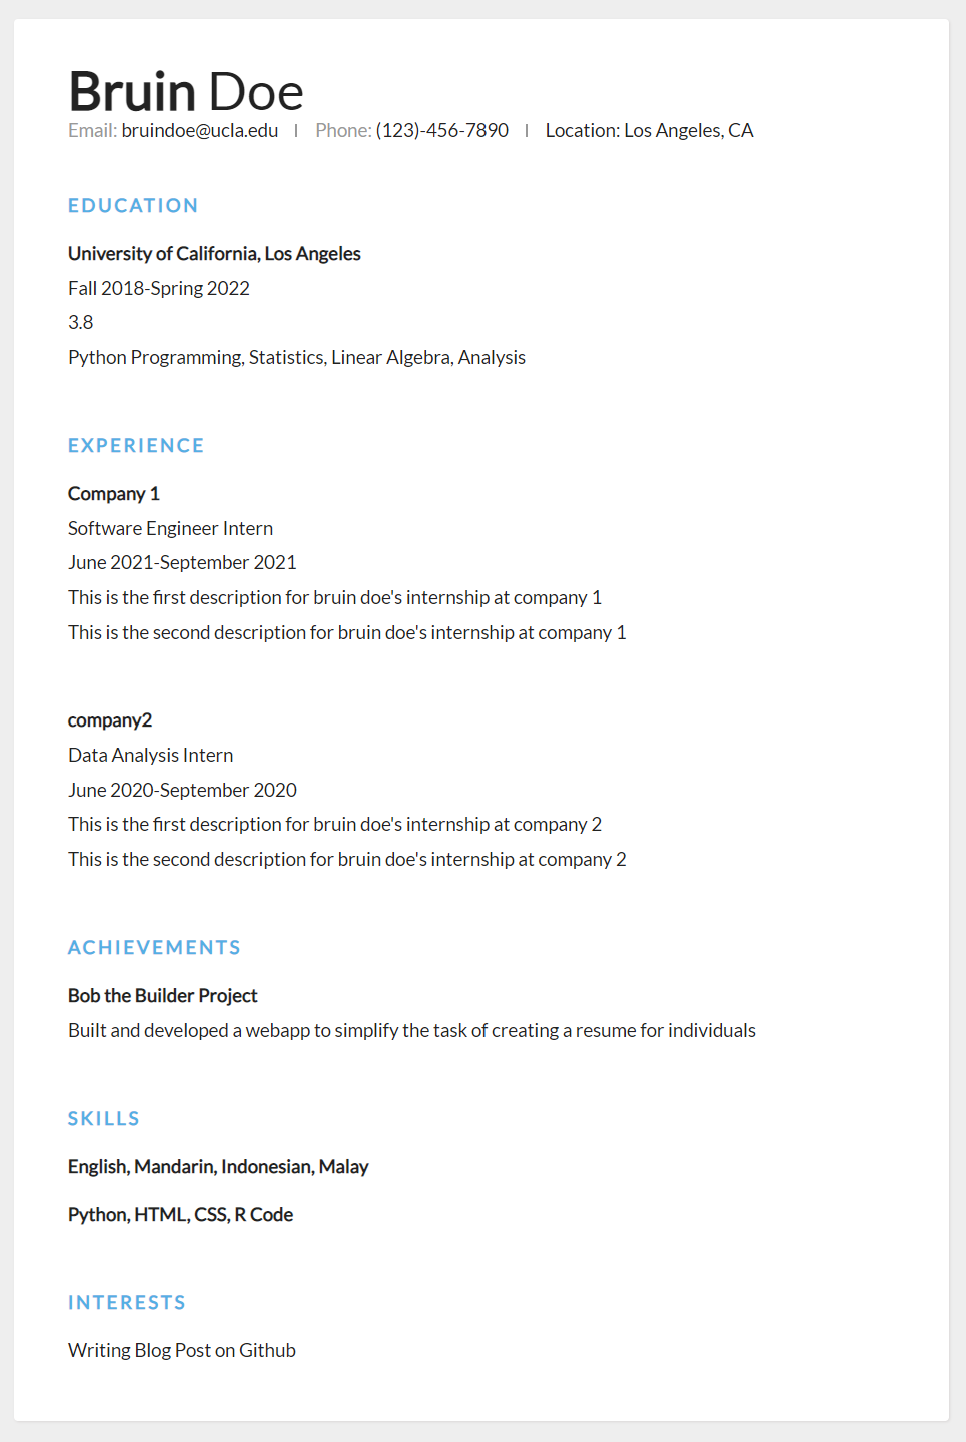 Bruin Doe
Email: bruindoe@ucla.edu | Phone: (123)-456-7890 | Location: Los Angeles, CA
EDUCATION
University of California, Los Angeles
Fall 2018-Spring 2022
3.8
Python Programming, Statistics, Linear Algebra, Analysis
EXPERIENCE
Company 1
Software Engineer Intern
June 2021-September 2021
This is the first description for bruin doe's internship at company 1
This is the second description for bruin doe's internship at company 1
company2
Data Analysis Intern
June 2020-September 2020
This is the first description for bruin doe's internship at company 2
This is the second description for bruin doe's internship at company 2
ACHIEVEMENTS
Bob the Builder Project
Built and developed a webapp to simplify the task of creating a resume for individuals
SKILLS
English, Mandarin, Indonesian, Malay
Python, HTML, CSS, R Code
INTERESTS
Writing Blog Post on Github